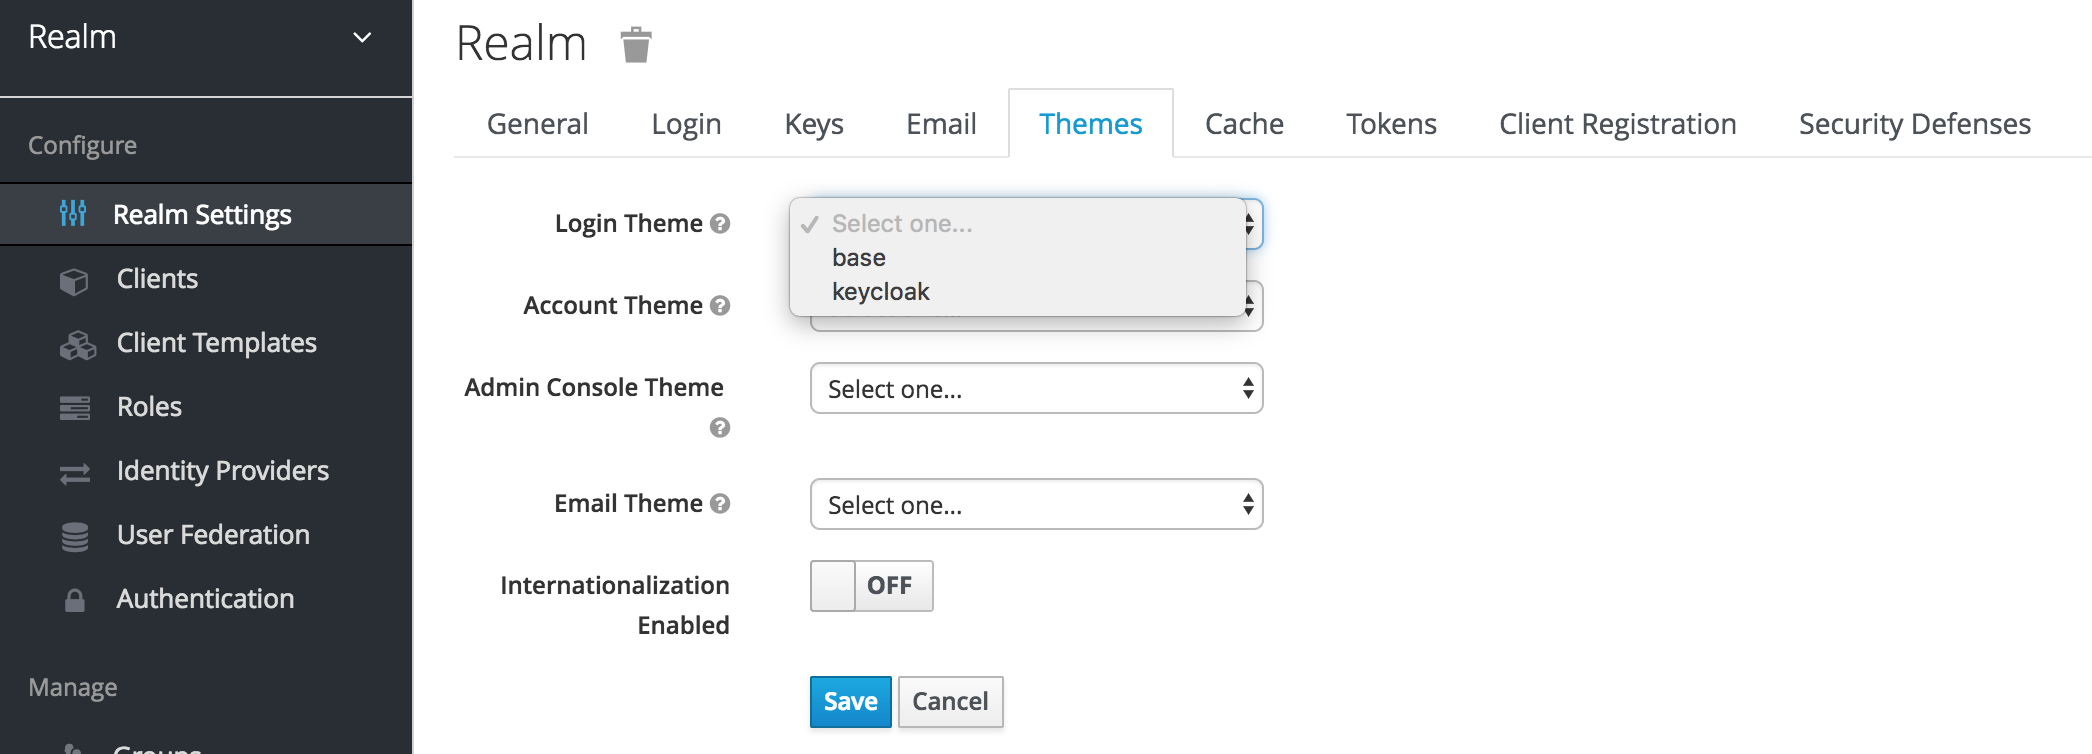 Realm
Configure
Realm Settings
Clients
Client Templates
Roles
Identity Providers
User Federation
Authentication
Manage
Groups
Realm
General Login Keys Email Themes Cache Tokens Client Registration Security Defenses
Login Theme
Select one...
base
keycloak
Account Theme
Admin Console Theme
Select one...
Email Theme
Select one...
Internationalization
Enabled
OFF
Save Cancel